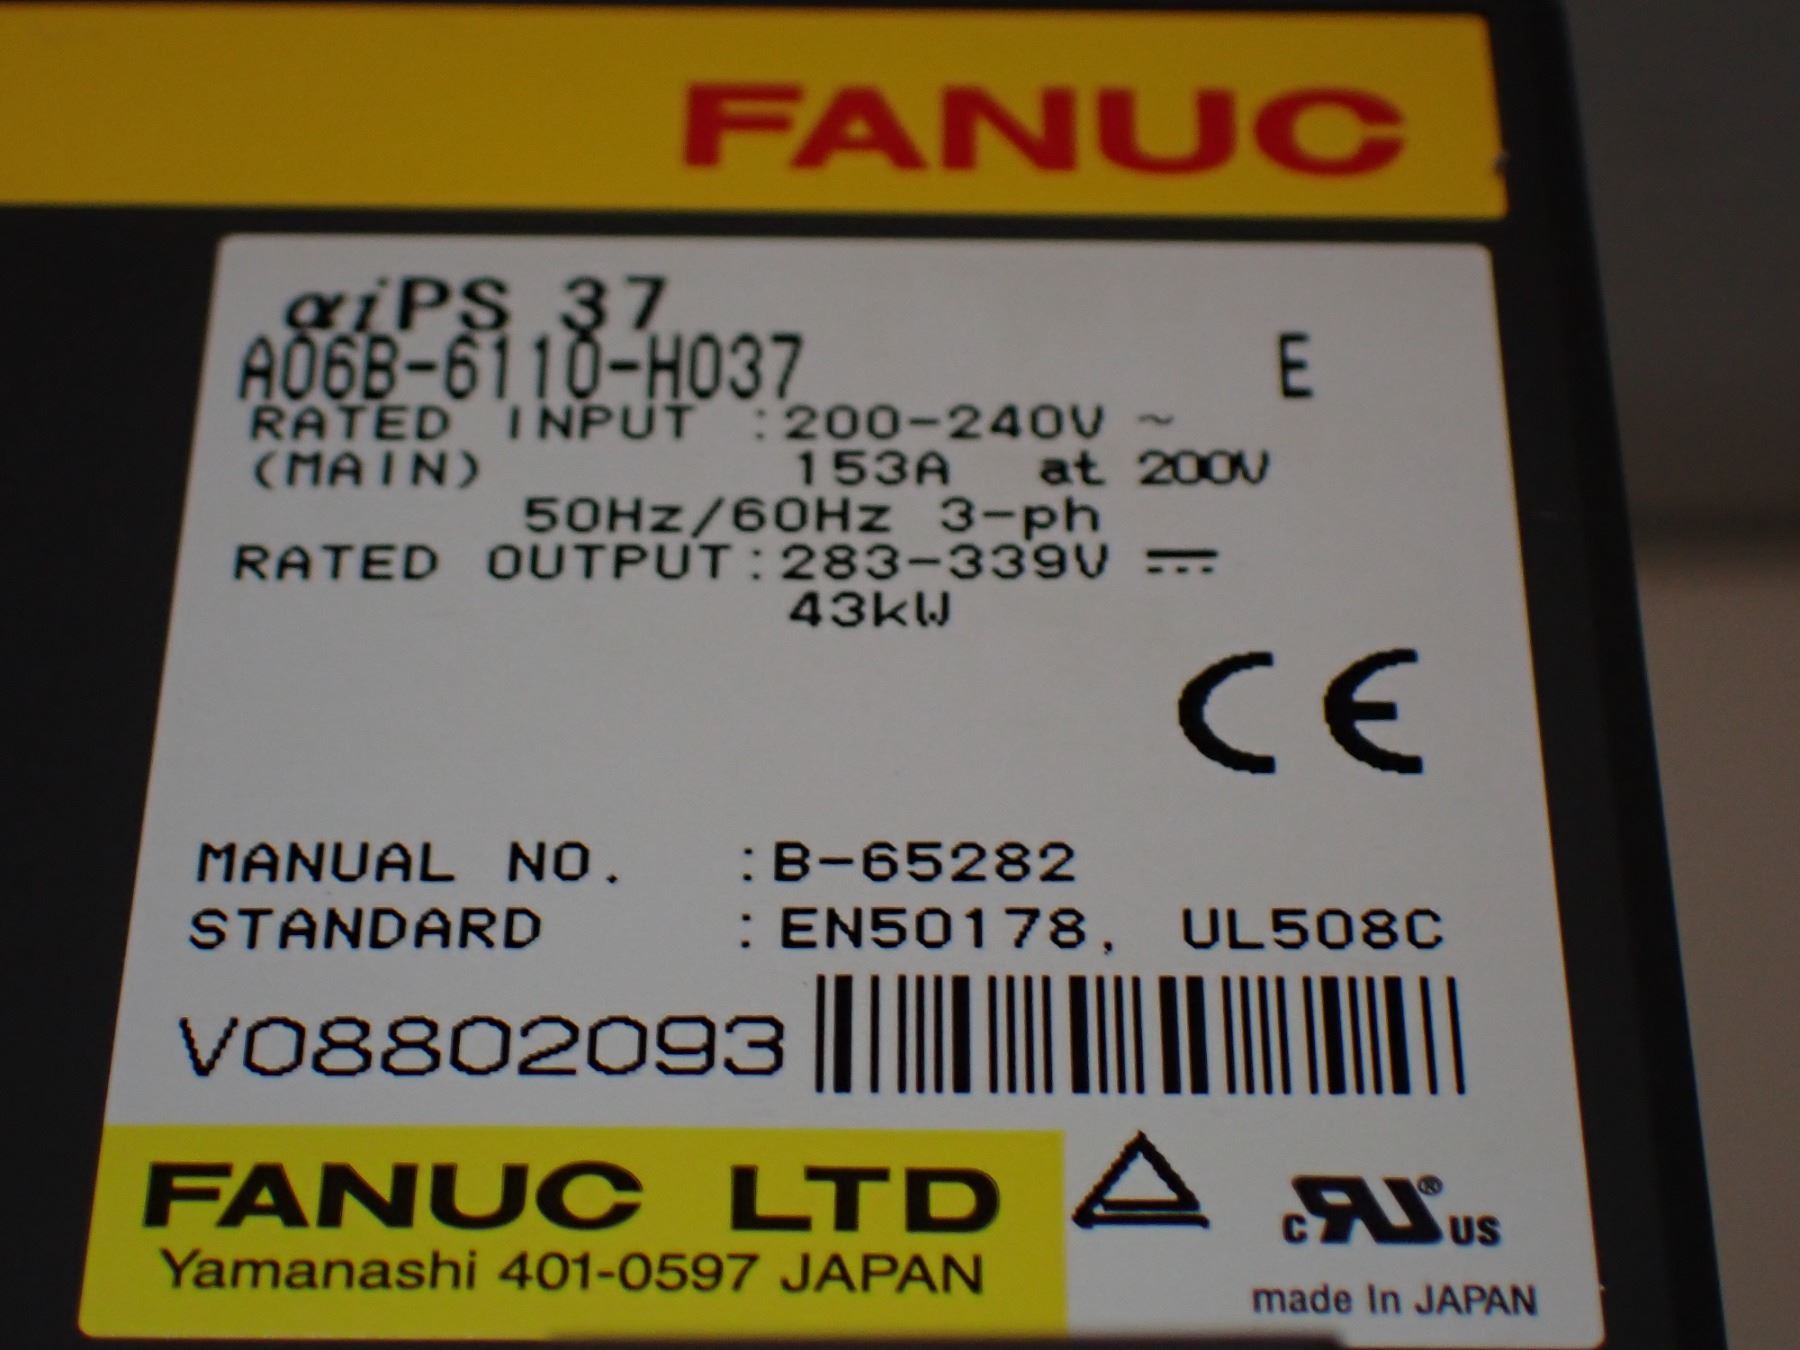 FANUC
αiPS 37
A06B-6110-H037 E
RATED INPUT :200-240V ~
(MAIN) 153A at 200V
50Hz/60Hz 3-ph
RATED OUTPUT:283-339V ⎓
43kW
CE
MANUAL NO. :B-65282
STANDARD :EN50178, UL508C
V08802093
FANUC LTD
Yamanashi 401-0597 JAPAN
c RU® US
made In JAPAN